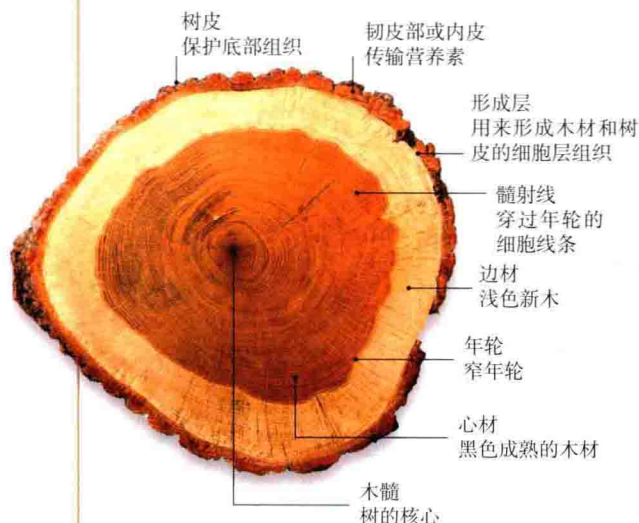 树皮
保护底部组织
韧皮部或内皮
传输营养素
形成层
用来形成木材和树
皮的细胞层组织
髓射线
穿过年轮的
细胞线条
边材
浅色新木
年轮
窄年轮
心材
黑色成熟的木材
木髓
树的核心